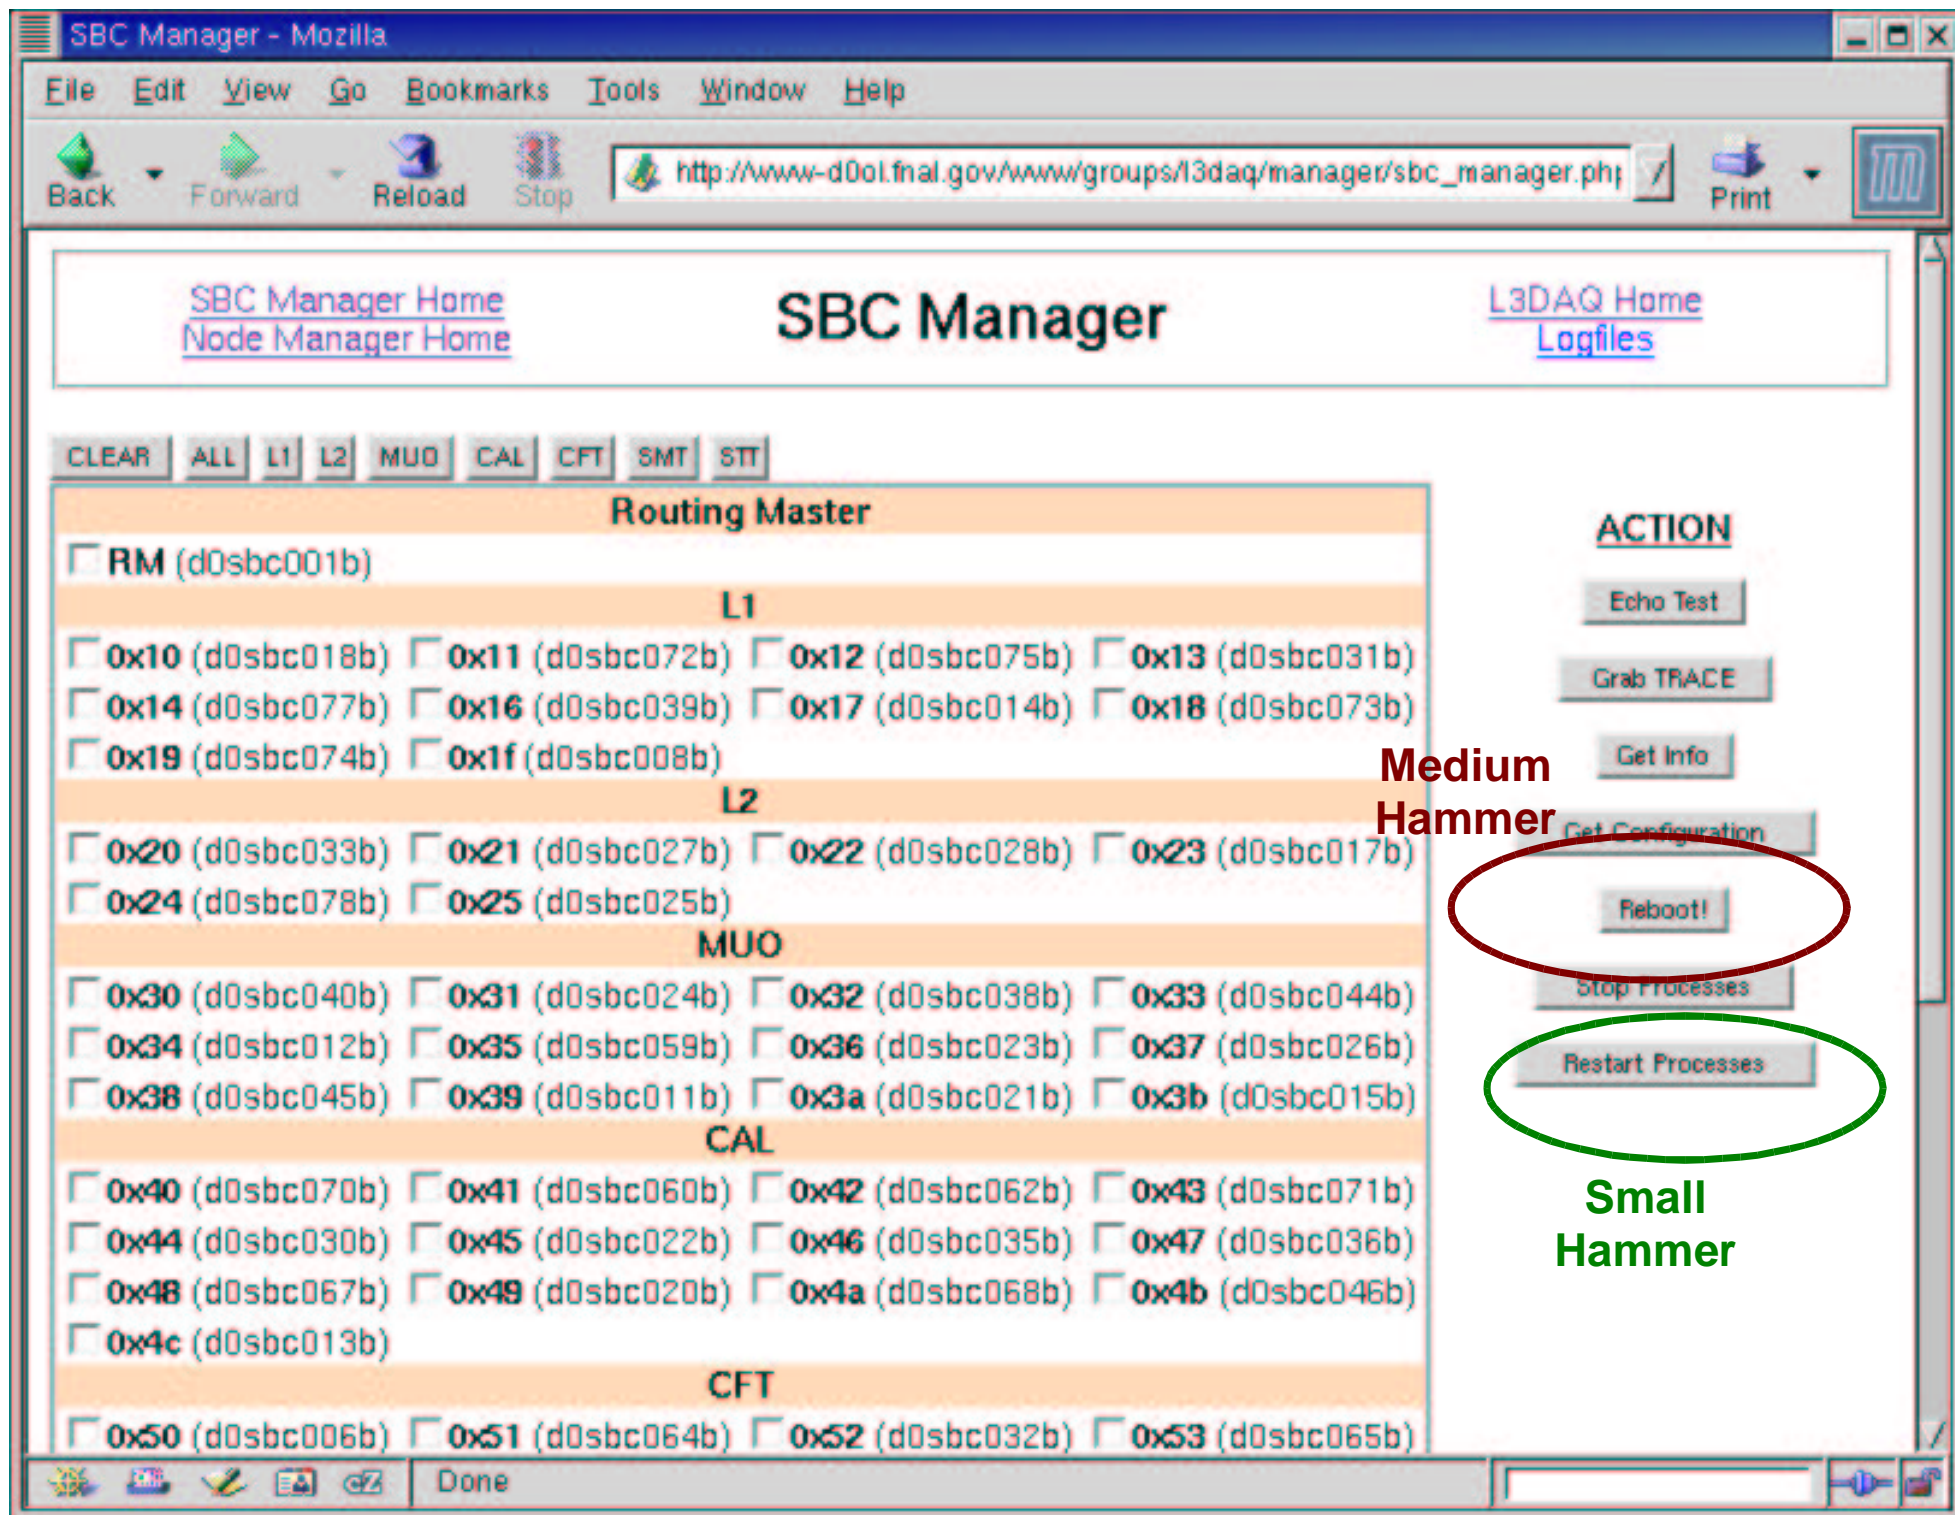 SBC Manager - Mozilla
File Edit View Go Bookmarks Tools Window Help
Back Forward Reload Stop http://www-d0ol.fnal.gov/www/groups/l3daq/manager/sbc_manager.php Print
SBC Manager Home
Node Manager Home
SBC Manager
L3DAQ Home
Logfiles
CLEAR ALL L1 L2 MUO CAL CFT SMT STT
Routing Master
RM (d0sbc001b)
L1
0x10 (d0sbc018b) 0x11 (d0sbc072b) 0x12 (d0sbc075b) 0x13 (d0sbc031b)
0x14 (d0sbc077b) 0x16 (d0sbc039b) 0x17 (d0sbc014b) 0x18 (d0sbc073b)
0x19 (d0sbc074b) 0x1f (d0sbc008b)
L2
0x20 (d0sbc033b) 0x21 (d0sbc027b) 0x22 (d0sbc028b) 0x23 (d0sbc017b)
0x24 (d0sbc078b) 0x25 (d0sbc025b)
MUO
0x30 (d0sbc040b) 0x31 (d0sbc024b) 0x32 (d0sbc038b) 0x33 (d0sbc044b)
0x34 (d0sbc012b) 0x35 (d0sbc059b) 0x36 (d0sbc023b) 0x37 (d0sbc026b)
0x38 (d0sbc045b) 0x39 (d0sbc011b) 0x3a (d0sbc021b) 0x3b (d0sbc015b)
CAL
0x40 (d0sbc070b) 0x41 (d0sbc060b) 0x42 (d0sbc062b) 0x43 (d0sbc071b)
0x44 (d0sbc030b) 0x45 (d0sbc022b) 0x46 (d0sbc035b) 0x47 (d0sbc036b)
0x48 (d0sbc067b) 0x49 (d0sbc020b) 0x4a (d0sbc068b) 0x4b (d0sbc046b)
0x4c (d0sbc013b)
CFT
0x50 (d0sbc006b) 0x51 (d0sbc064b) 0x52 (d0sbc032b) 0x53 (d0sbc065b)
ACTION
Echo Test
Grab TRACE
Get Info
Medium
Hammer
Get Configuration
Reboot!
Stop Processes
Restart Processes
Small
Hammer
Done